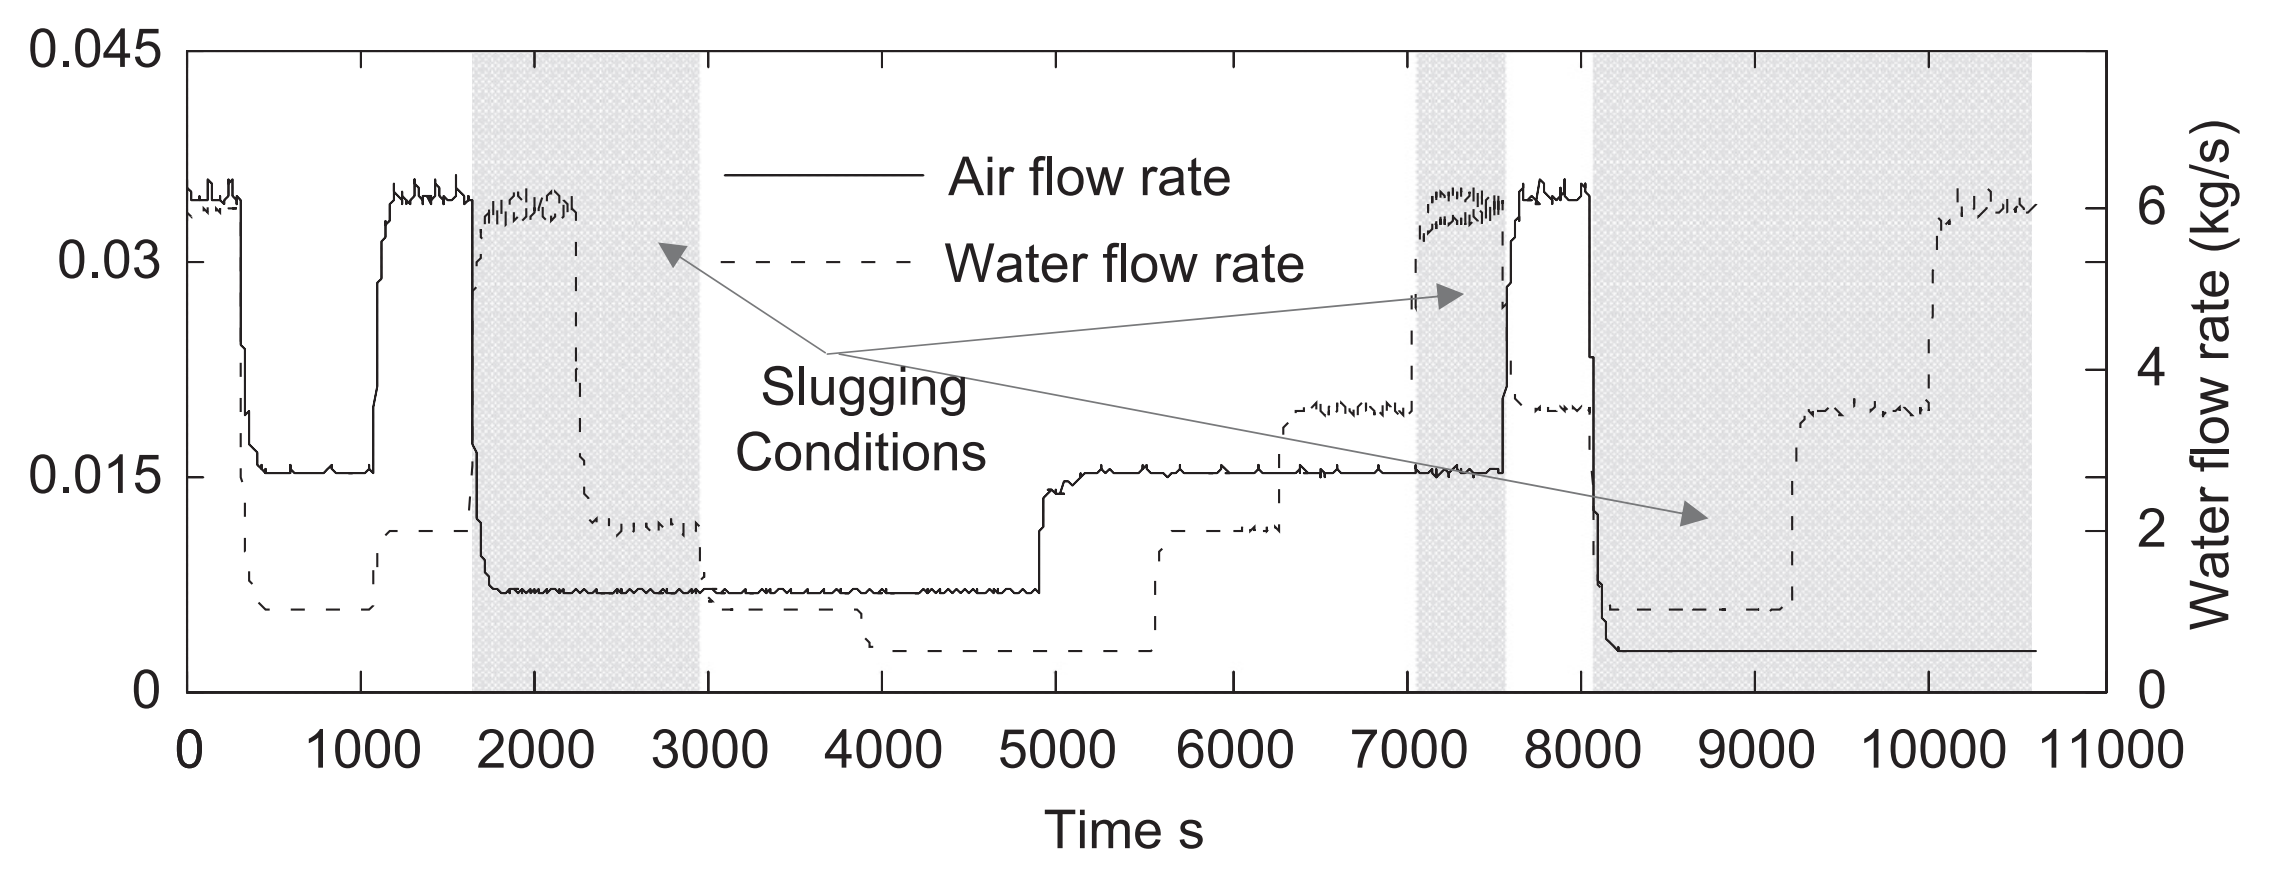 0.045
0.03
0.015
0
Air flow rate
Water flow rate
Slugging
Conditions
6
4
2
0
Water flow rate (kg/s)
0 1000 2000 3000 4000 5000 6000 7000 8000 9000 10000 11000
Time s